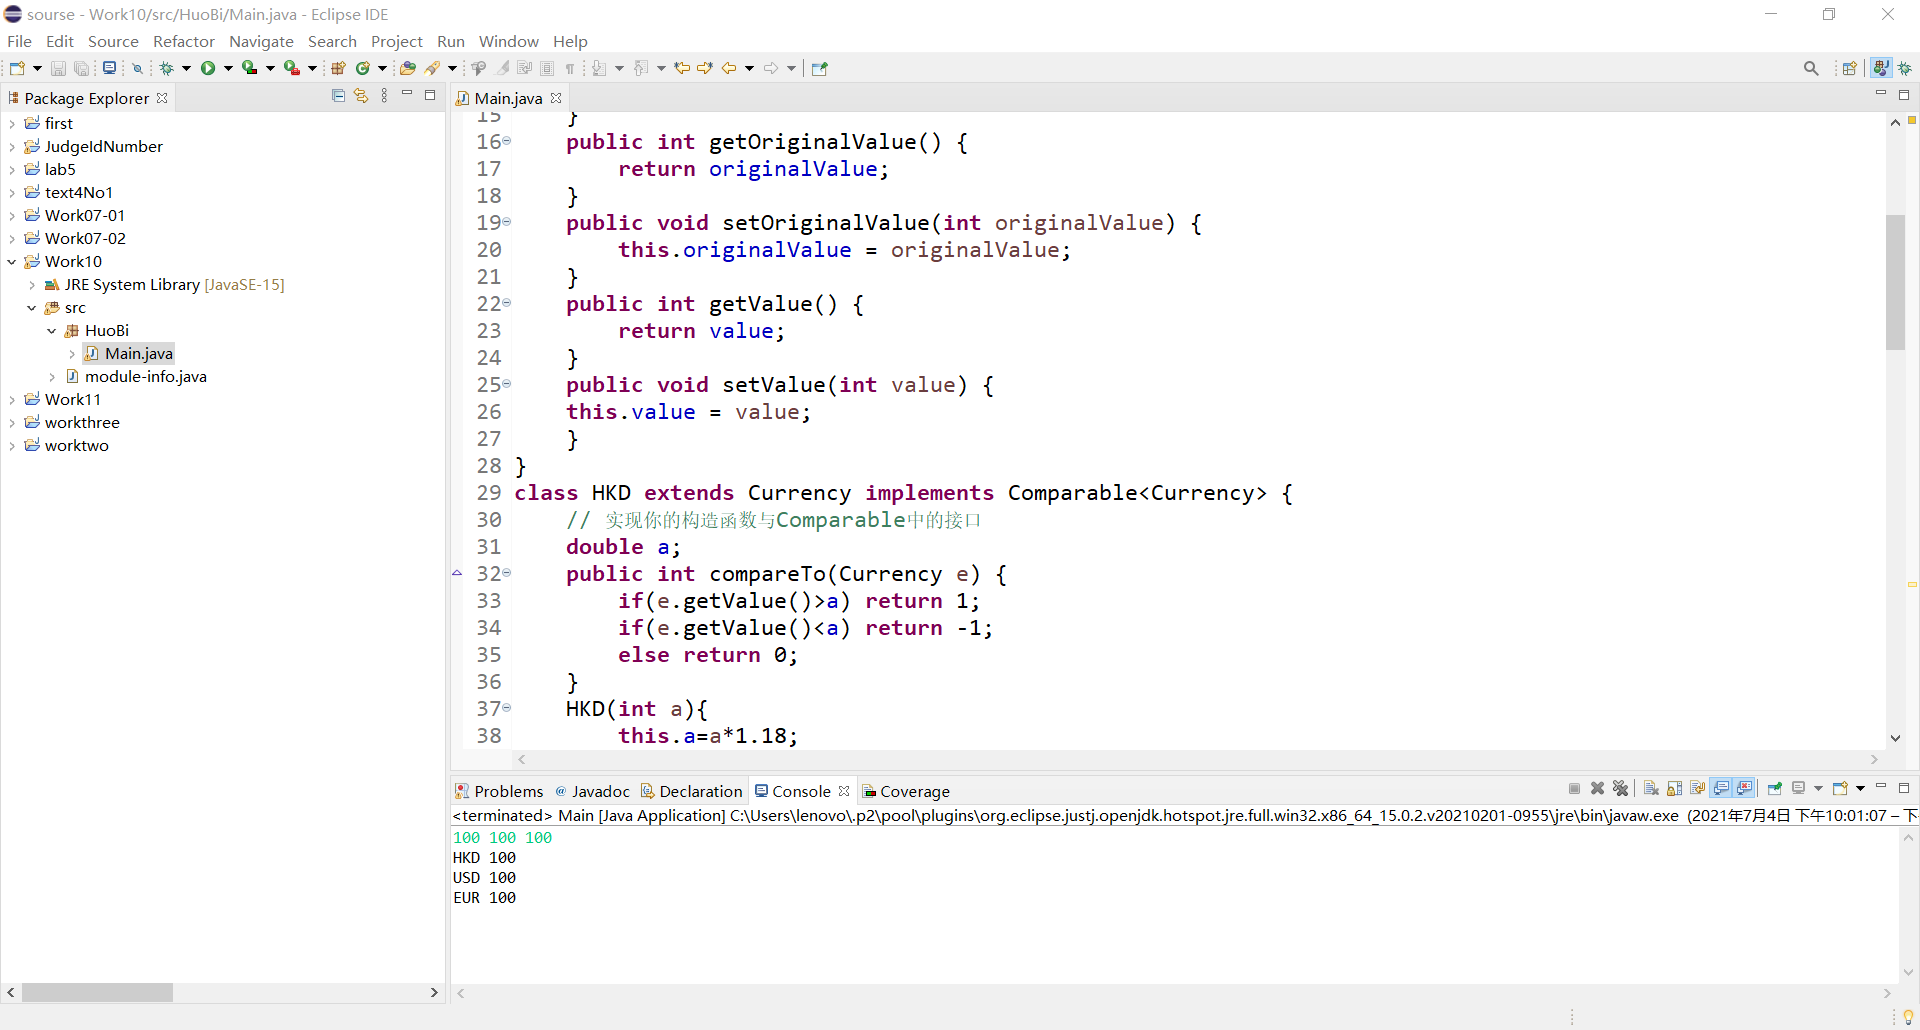 sourse - Work10/src/HuoBi/Main.java - Eclipse IDE
File Edit Source Refactor Navigate Search Project Run Window Help
Package Explorer
first
JudgeIdNumber
lab5
text4No1
Work07-01
Work07-02
Work10
JRE System Library [JavaSE-15]
src
HuoBi
Main.java
module-info.java
Work11
workthree
worktwo
Main.java
15     }
16     public int getOriginalValue() {
17         return originalValue;
18     }
19     public void setOriginalValue(int originalValue) {
20         this.originalValue = originalValue;
21     }
22     public int getValue() {
23         return value;
24     }
25     public void setValue(int value) {
26     this.value = value;
27     }
28 }
29 class HKD extends Currency implements Comparable<Currency> {
30     // 实现你的构造函数与Comparable中的接口
31     double a;
32     public int compareTo(Currency e) {
33         if(e.getValue()>a) return 1;
34         if(e.getValue()<a) return -1;
35         else return 0;
36     }
37     HKD(int a){
38         this.a=a*1.18;
Problems @ Javadoc Declaration Console Coverage
<terminated> Main [Java Application] C:\Users\lenovo\.p2\pool\plugins\org.eclipse.justj.openjdk.hotspot.jre.full.win32.x86_64_15.0.2.v20210201-0955\jre\bin\javaw.exe (2021年7月4日 下午10:01:07 – 下
100 100 100
HKD 100
USD 100
EUR 100